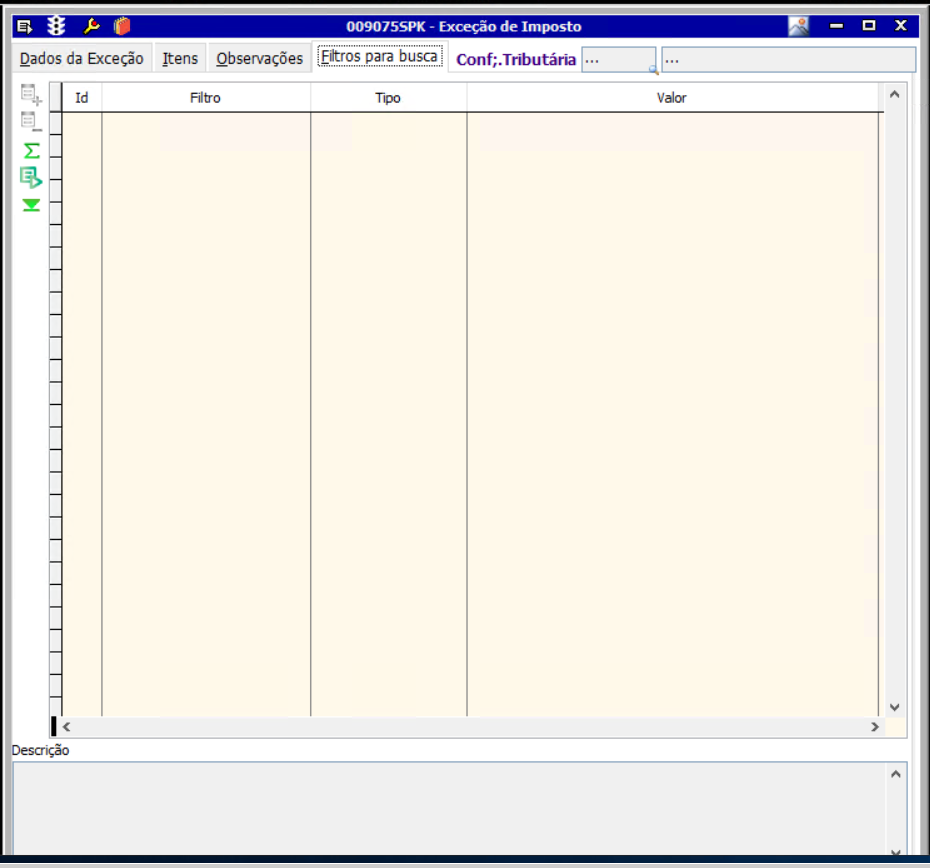 009075SPK - Exceção de Imposto
Dados da Exceção Itens Observações Filtros para busca Conf;.Tributária ... ...
Id Filtro Tipo Valor
Descrição